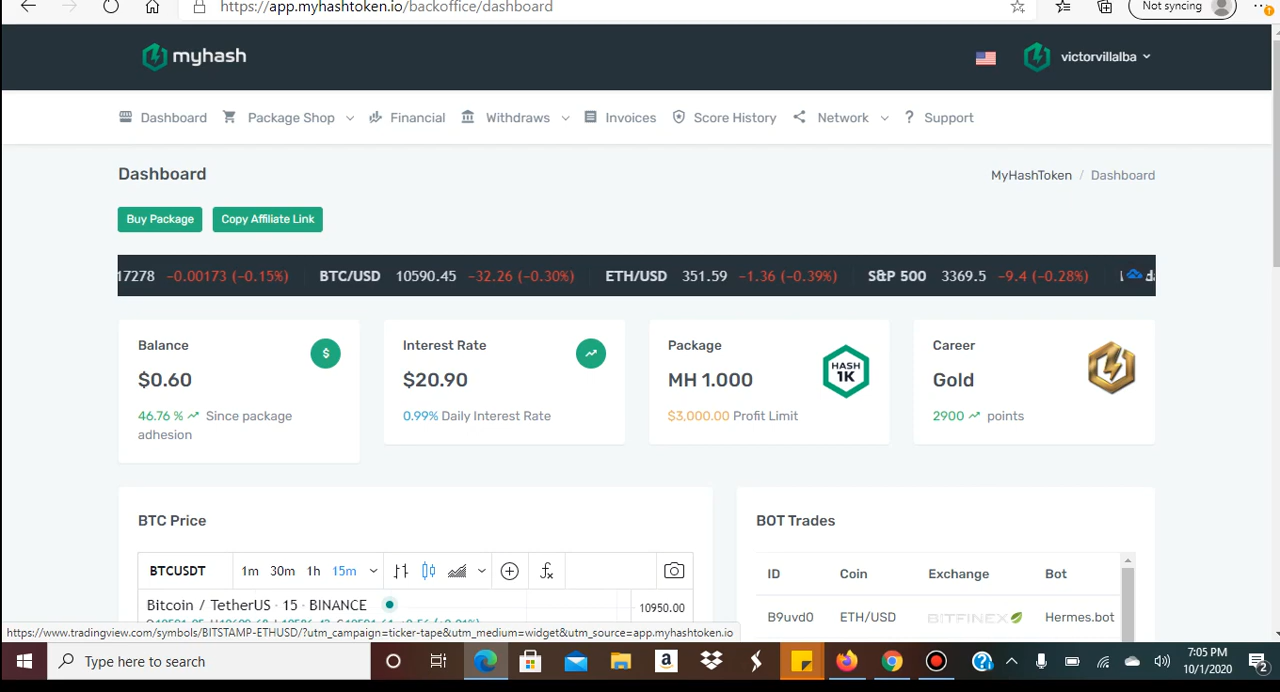 https://app.myhashtoken.io/backoffice/dashboard
Not syncing
myhash
victorvillalba
Dashboard Package Shop Financial Withdraws Invoices Score History Network ? Support
Dashboard
MyHashToken / Dashboard
Buy Package Copy Affiliate Link
17278 −0.00173 (−0.15%) BTC/USD 10590.45 −32.26 (−0.30%) ETH/USD 351.59 −1.36 (−0.39%) S&P 500 3369.5 −9.4 (−0.28%)
Balance
$
$0.60
46.76 % Since package
adhesion
Interest Rate
$20.90
0.99% Daily Interest Rate
Package
MH 1.000
HASH
1K
$3,000.00 Profit Limit
Career
Gold
2900 points
BTC Price
BTCUSDT 1m 30m 1h 15m
Bitcoin / TetherUS · 15 · BINANCE
10950.00
BOT Trades
ID Coin Exchange Bot
B9uvd0 ETH/USD BITFINEX Hermes.bot
https://www.tradingview.com/symbols/BITSTAMP-ETHUSD/?utm_campaign=ticker-tape&utm_medium=widget&utm_source=app.myhashtoken.io
Type here to search
7:05 PM
10/1/2020
2